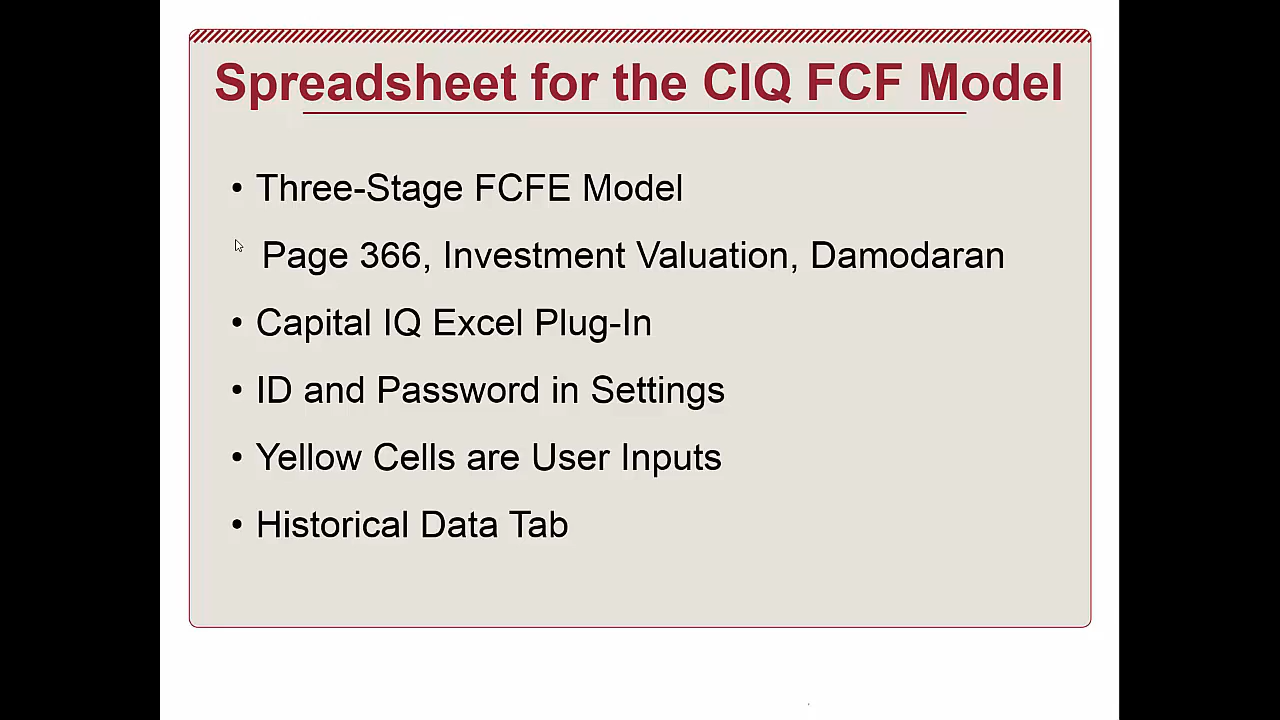 Spreadsheet for the CIQ FCF Model
• Three-Stage FCFE Model
Page 366, Investment Valuation, Damodaran
• Capital IQ Excel Plug-In
• ID and Password in Settings
• Yellow Cells are User Inputs
• Historical Data Tab